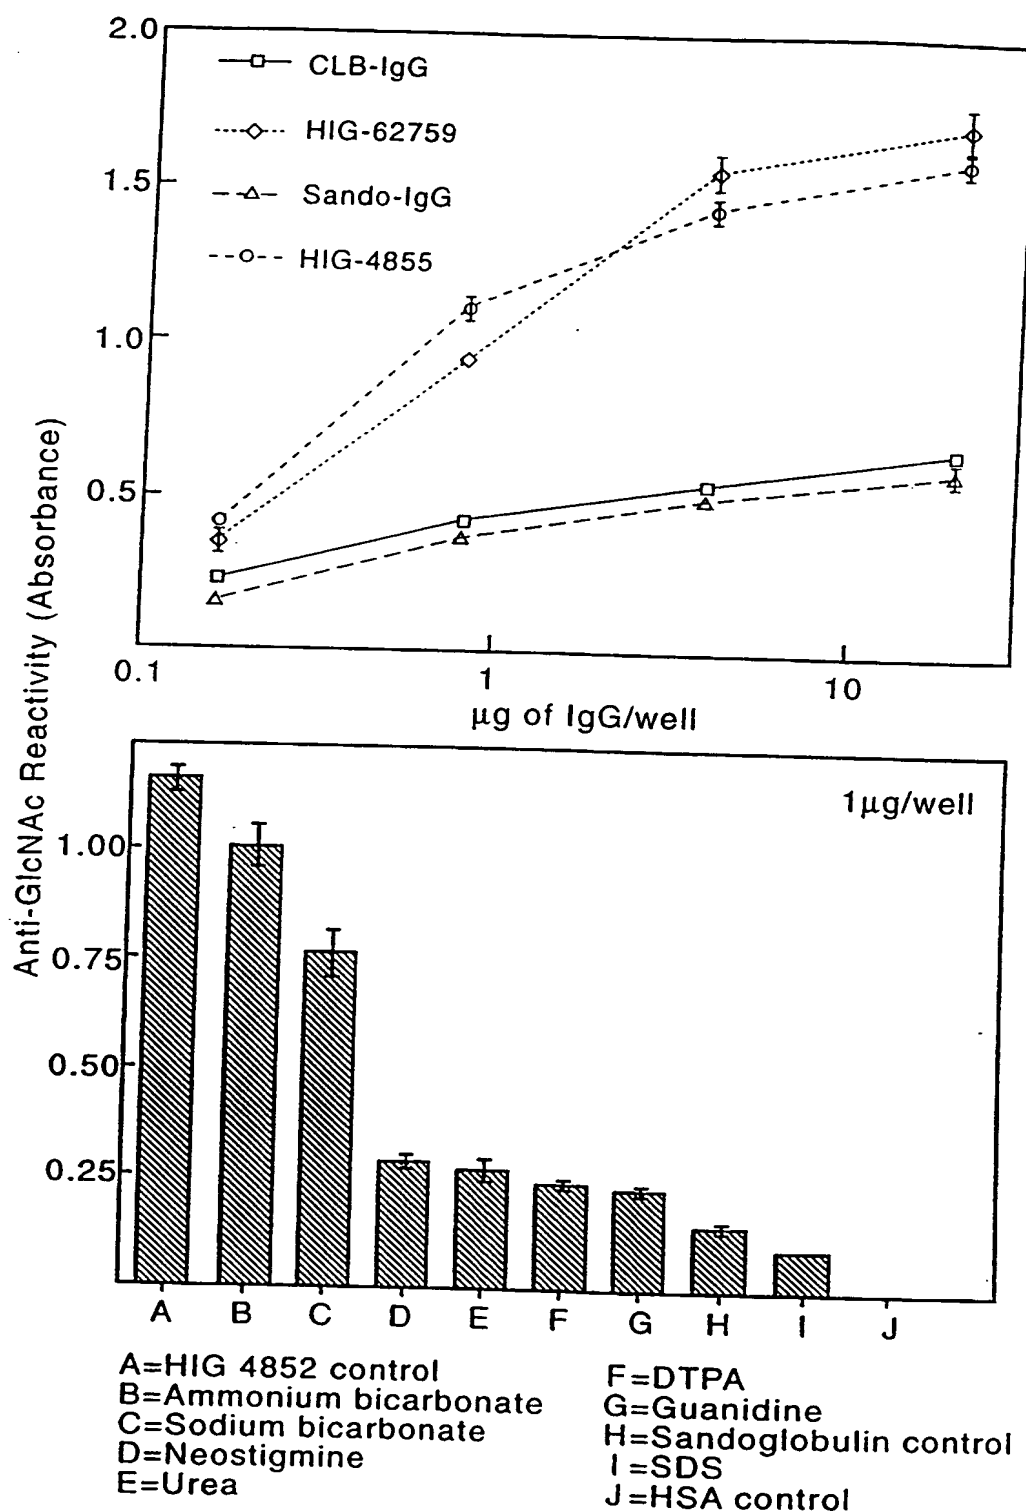 2.0
1.5
1.0
0.5
CLB-IgG
HIG-62759
Sando-IgG
HIG-4855
0.1
1
10
μg of IgG/well
Anti-GlcNAc Reactivity (Absorbance)
1μg/well
1.00
0.75
0.50
0.25
A B C D E F G H I J
A=HIG 4852 control
B=Ammonium bicarbonate
C=Sodium bicarbonate
D=Neostigmine
E=Urea
F=DTPA
G=Guanidine
H=Sandoglobulin control
I=SDS
J=HSA control